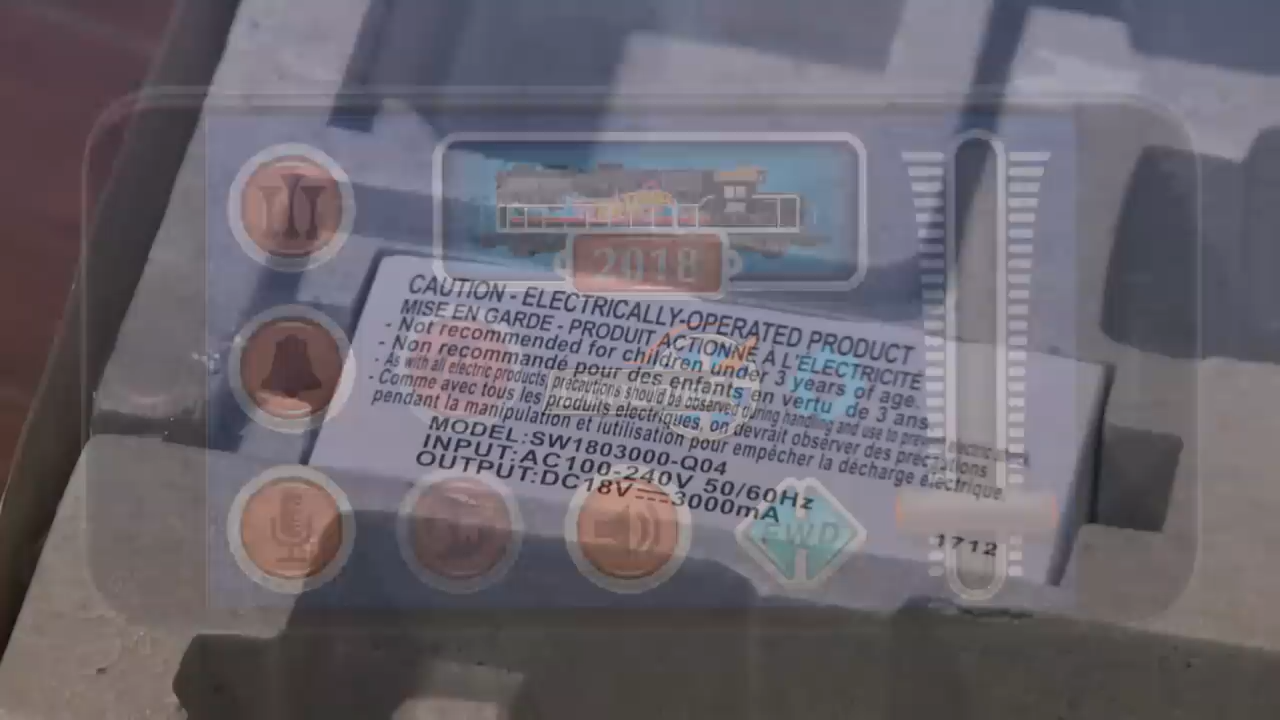 2018
CAUTION - ELECTRICALLY-OPERATED PRODUCT
MISE EN GARDE - PRODUIT ACTIONNÉ À L'ÉLECTRICITÉ
- Not recommended for children under 3 years of age.
- Non recommandé pour des enfants en vertu de 3 ans
- As with all electric products, precautions should be observed during handling and use to prevent electric
- Comme avec tous les produits électriques, on devrait observer des précautions
pendant la manipulation et iutilisation pour empêcher la décharge électrique.
MODEL:SW1803000-Q04
INPUT:AC100-240V 50/60Hz
OUTPUT:DC18V 3000mA
FWD
1712